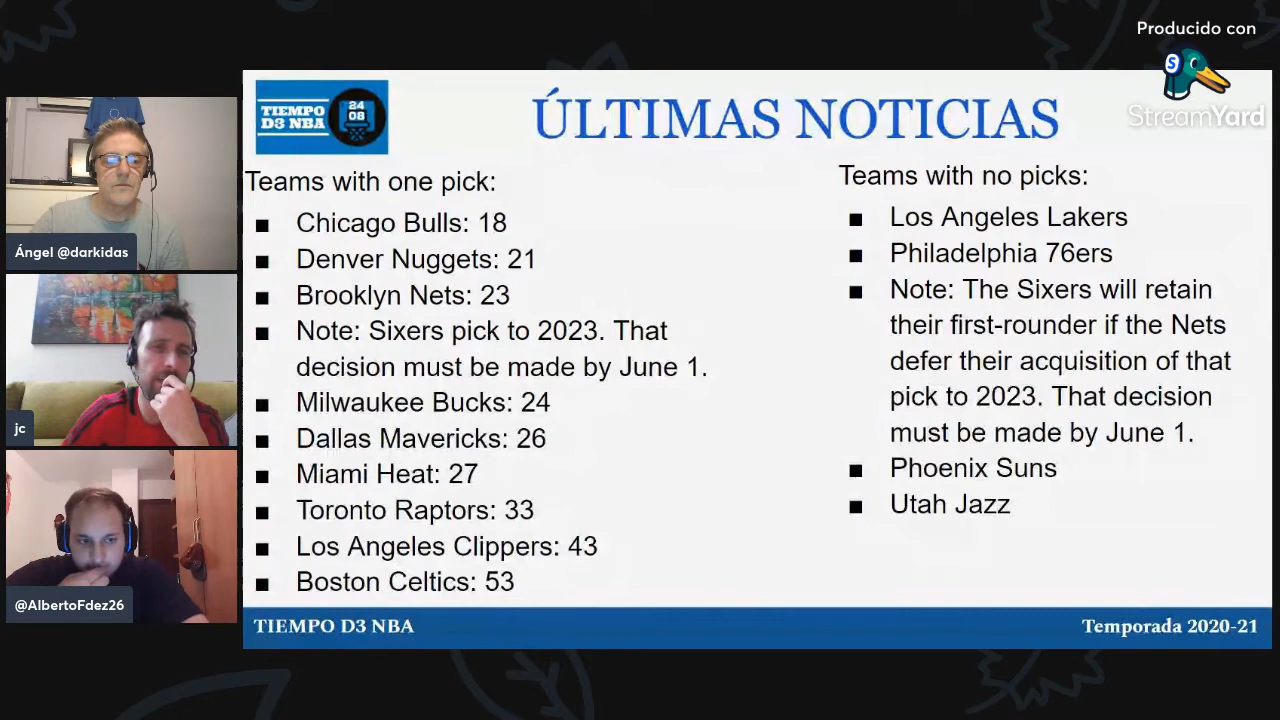 Producido con
S
StreamYard
TIEMPO
D3 NBA
24
08
ÚLTIMAS NOTICIAS
Teams with one pick:
■ Chicago Bulls: 18
■ Denver Nuggets: 21
■ Brooklyn Nets: 23
■ Note: Sixers pick to 2023. That
decision must be made by June 1.
■ Milwaukee Bucks: 24
■ Dallas Mavericks: 26
■ Miami Heat: 27
■ Toronto Raptors: 33
■ Los Angeles Clippers: 43
■ Boston Celtics: 53
Teams with no picks:
■ Los Angeles Lakers
■ Philadelphia 76ers
■ Note: The Sixers will retain
their first-rounder if the Nets
defer their acquisition of that
pick to 2023. That decision
must be made by June 1.
■ Phoenix Suns
■ Utah Jazz
TIEMPO D3 NBA
Temporada 2020-21
Ángel @darkidas
jc
@AlbertoFdez26